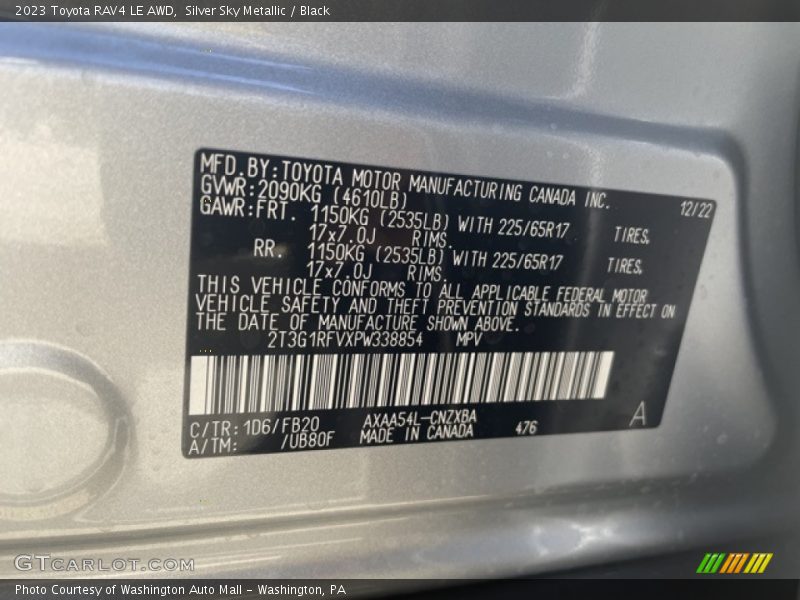 2023 Toyota RAV4 LE AWD, Silver Sky Metallic / Black
MFD.BY:TOYOTA MOTOR MANUFACTURING CANADA INC.
GVWR:2090KG (4610LB) 12/22
GAWR:FRT. 1150KG (2535LB) WITH 225/65R17 TIRES,
17x7.0J RIMS.
RR. 1150KG (2535LB) WITH 225/65R17 TIRES,
17x7.0J RIMS.
THIS VEHICLE CONFORMS TO ALL APPLICABLE FEDERAL MOTOR
VEHICLE SAFETY AND THEFT PREVENTION STANDARDS IN EFFECT ON
THE DATE OF MANUFACTURE SHOWN ABOVE.
2T3G1RFVXPW338854 MPV
C/TR:1D6/FB20 AXAA54L-CNZXBA A
A/TM: /UB80F MADE IN CANADA 476
GTCARLOT.COM
Photo Courtesy of Washington Auto Mall - Washington, PA